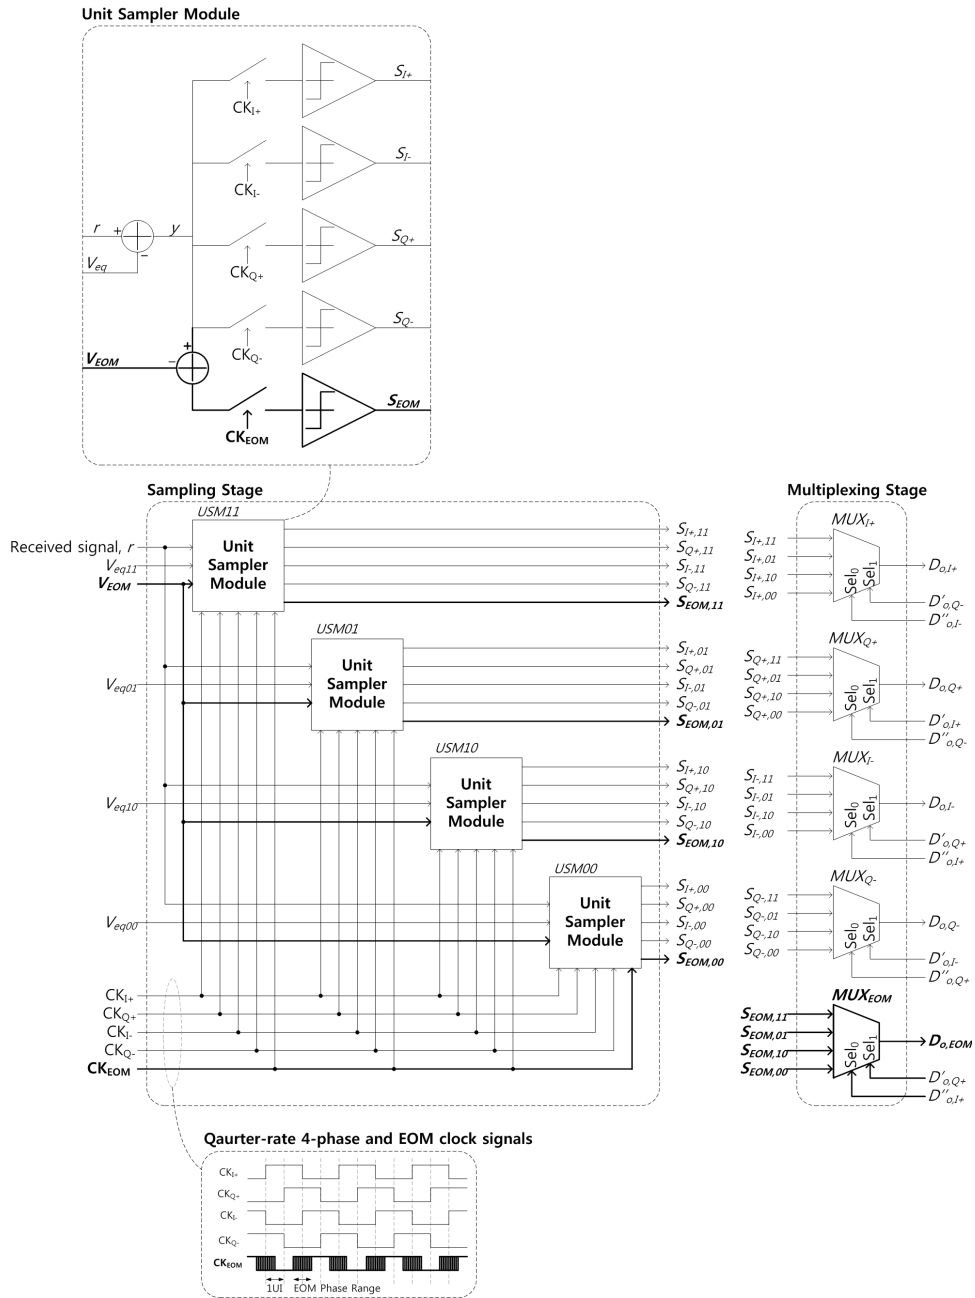 Unit Sampler Module
S_I+
CK_I+
S_I-
CK_I-
r + y
S_Q+
V_eq −
CK_Q+
S_Q-
+
CK_Q-
V_EOM −
S_EOM
CK_EOM
Sampling Stage
Multiplexing Stage
USM11
Received signal, r
V_eq11
V_EOM
Unit
Sampler
Module
S_I+,11
S_Q+,11
S_I-,11
S_Q-,11
S_EOM,11
USM01
V_eq01
Unit
Sampler
Module
S_I+,01
S_Q+,01
S_I-,01
S_Q-,01
S_EOM,01
USM10
V_eq10
Unit
Sampler
Module
S_I+,10
S_Q+,10
S_I-,10
S_Q-,10
S_EOM,10
USM00
V_eq00
Unit
Sampler
Module
S_I+,00
S_Q+,00
S_I-,00
S_Q-,00
S_EOM,00
CK_I+
CK_Q+
CK_I-
CK_Q-
CK_EOM
MUX_I+
S_I+,11
S_I+,01
S_I+,10
S_I+,00
Sel_0
Sel_1
D_o,I+
D'_o,Q-
D''_o,I-
MUX_Q+
S_Q+,11
S_Q+,01
S_Q+,10
S_Q+,00
Sel_0
Sel_1
D_o,Q+
D'_o,I+
D''_o,Q-
MUX_I-
S_I-,11
S_I-,01
S_I-,10
S_I-,00
Sel_0
Sel_1
D_o,I-
D'_o,Q+
D''_o,I+
MUX_Q-
S_Q-,11
S_Q-,01
S_Q-,10
S_Q-,00
Sel_0
Sel_1
D_o,Q-
D'_o,I-
D''_o,Q+
MUX_EOM
S_EOM,11
S_EOM,01
S_EOM,10
S_EOM,00
Sel_0
Sel_1
D_o,EOM
D'_o,Q+
D''_o,I+
Qaurter-rate 4-phase and EOM clock signals
CK_I+
CK_Q+
CK_I-
CK_Q-
CK_EOM
1UI EOM Phase Range